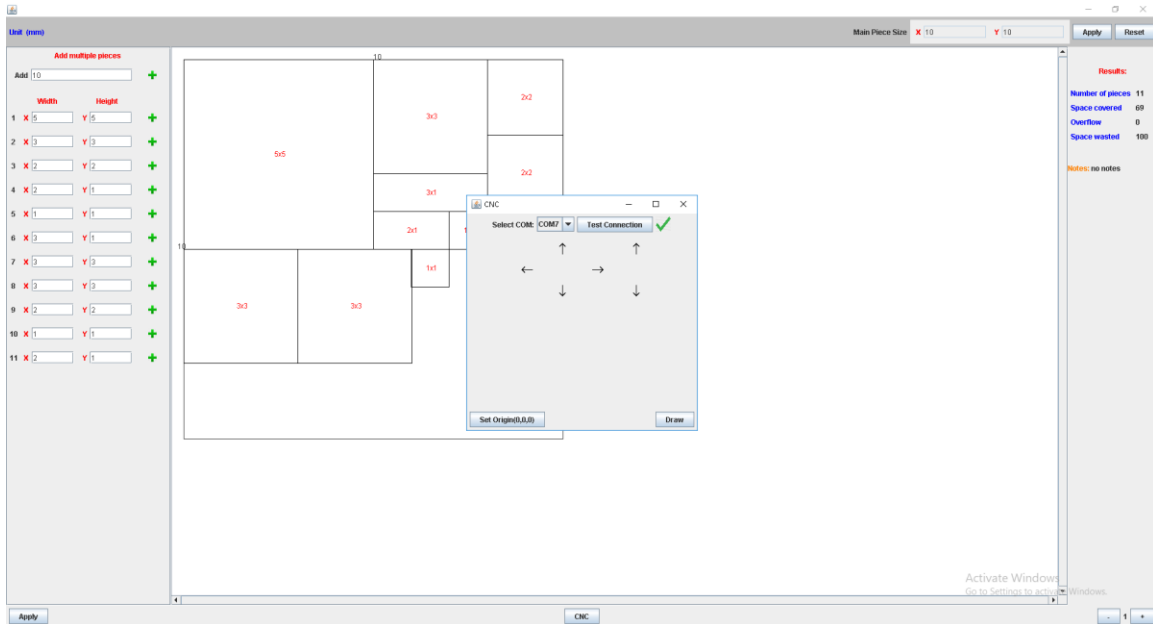 Unit (mm)
Main Piece Size X 10 Y 10 Apply Reset
Add multiple pieces
Add 10
Width Height
1 X 5 Y 5
2 X 3 Y 3
3 X 2 Y 2
4 X 2 Y 1
5 X 1 Y 1
6 X 3 Y 1
7 X 3 Y 3
8 X 3 Y 3
9 X 2 Y 2
10 X 1 Y 1
11 X 2 Y 1
10
5x5
3x3
2x2
2x2
3x1
2x1
10
1x1
3x3
3x3
CNC
Select COM: COM7 Test Connection
↑ ↑
← →
↓ ↓
Set Origin(0,0,0) Draw
Results:
Number of pieces 11
Space covered 69
Overflow 0
Space wasted 100
Notes: no notes
Activate Windows
Go to Settings to activate Windows.
Apply CNC - 1 +